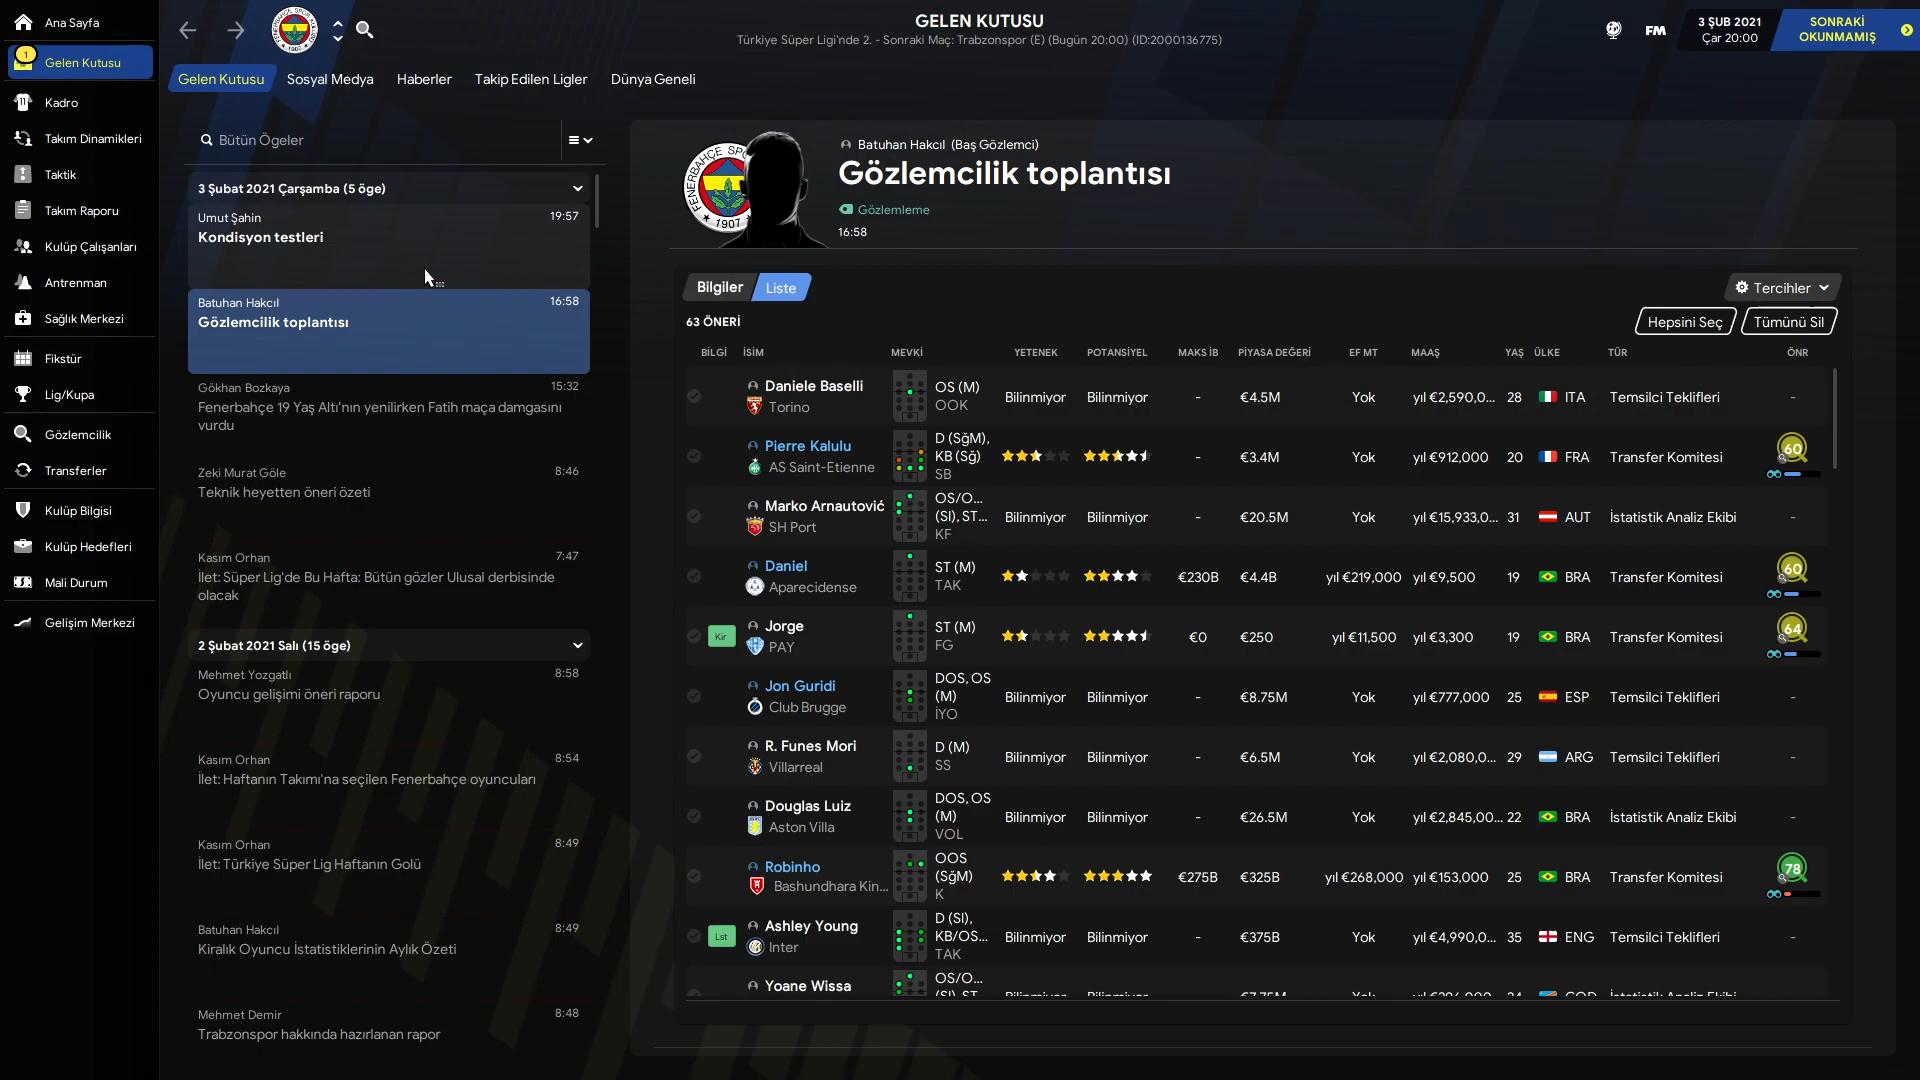 Ana Sayfa
1
Gelen Kutusu
Kadro
Takım Dinamikleri
Taktik
Takım Raporu
Kulüp Çalışanları
Antrenman
Sağlık Merkezi
Fikstür
Lig/Kupa
Gözlemcilik
Transferler
Kulüp Bilgisi
Kulüp Hedefleri
Mali Durum
Gelişim Merkezi
GELEN KUTUSU
Türkiye Süper Ligi'nde 2. - Sonraki Maç: Trabzonspor (E) (Bugün 20:00) (ID:2000136775)
FM
3 ŞUB 2021
Çar 20:00
SONRAKİ
OKUNMAMIŞ
Gelen Kutusu Sosyal Medya Haberler Takip Edilen Ligler Dünya Geneli
Bütün Ögeler
3 Şubat 2021 Çarşamba (5 öge)
Umut Şahin 19:57
Kondisyon testleri
Batuhan Hakcıl 16:58
Gözlemcilik toplantısı
Gökhan Bozkaya 15:32
Fenerbahçe 19 Yaş Altı'nın yenilirken Fatih maça damgasını
vurdu
Zeki Murat Göle 8:46
Teknik heyetten öneri özeti
Kasım Orhan 7:47
İlet: Süper Lig'de Bu Hafta: Bütün gözler Ulusal derbisinde
olacak
2 Şubat 2021 Salı (15 öge)
Mehmet Yozgatlı 8:58
Oyuncu gelişimi öneri raporu
Kasım Orhan 8:54
İlet: Haftanın Takımı'na seçilen Fenerbahçe oyuncuları
Kasım Orhan 8:49
İlet: Türkiye Süper Lig Haftanın Golü
Batuhan Hakcıl 8:49
Kiralık Oyuncu İstatistiklerinin Aylık Özeti
Mehmet Demir 8:48
Trabzonspor hakkında hazırlanan rapor
Batuhan Hakcıl (Baş Gözlemci)
Gözlemcilik toplantısı
Gözlemleme
16:58
Bilgiler Liste
Tercihler
63 ÖNERİ
Hepsini Seç Tümünü Sil
BİLGİ İSİM MEVKİ YETENEK POTANSİYEL MAKS İB PİYASA DEĞERİ EF MT MAAŞ YAŞ ÜLKE TÜR ÖNR
Daniele Baselli
Torino
OS (M)
OOK
Bilinmiyor Bilinmiyor - €4.5M Yok yıl €2,590,0... 28 ITA Temsilci Teklifleri -
Pierre Kalulu
AS Saint-Etienne
D (SğM),
KB (Sğ)
SB
- €3.4M Yok yıl €912,000 20 FRA Transfer Komitesi 60
Marko Arnautović
SH Port
OS/O...
(Sl), ST...
KF
Bilinmiyor Bilinmiyor - €20.5M Yok yıl €15,933,0... 31 AUT İstatistik Analiz Ekibi -
Daniel
Aparecidense
ST (M)
TAK
€230B €4.4B yıl €219,000 yıl €9,500 19 BRA Transfer Komitesi 60
Kir
Jorge
PAY
ST (M)
FG
€0 €250 yıl €11,500 yıl €3,300 19 BRA Transfer Komitesi 64
Jon Guridi
Club Brugge
DOS, OS
(M)
İYO
Bilinmiyor Bilinmiyor - €8.75M Yok yıl €777,000 25 ESP Temsilci Teklifleri -
R. Funes Mori
Villarreal
D (M)
SS
Bilinmiyor Bilinmiyor - €6.5M Yok yıl €2,080,0... 29 ARG Temsilci Teklifleri -
Douglas Luiz
Aston Villa
DOS, OS
(M)
VOL
Bilinmiyor Bilinmiyor - €26.5M Yok yıl €2,845,00... 22 BRA İstatistik Analiz Ekibi -
Robinho
Bashundhara Kin...
OOS
(SğM)
K
€275B €325B yıl €268,000 yıl €153,000 25 BRA Transfer Komitesi 78
Lst
Ashley Young
Inter
D (Sl),
KB/OS...
TAK
Bilinmiyor Bilinmiyor - €375B Yok yıl €4,990,0... 35 ENG Temsilci Teklifleri -
Yoane Wissa
OS/O...